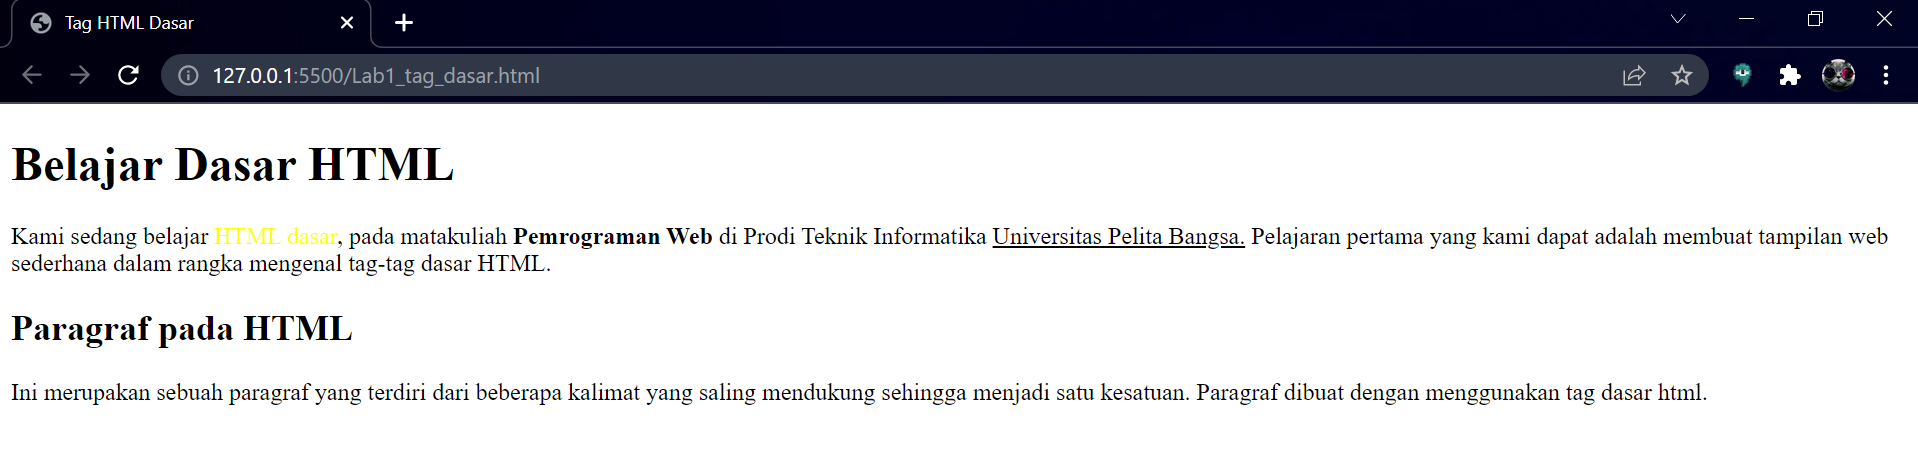 Tag HTML Dasar
127.0.0.1:5500/Lab1_tag_dasar.html
Belajar Dasar HTML
Kami sedang belajar HTML dasar, pada matakuliah Pemrograman Web di Prodi Teknik Informatika Universitas Pelita Bangsa. Pelajaran pertama yang kami dapat adalah membuat tampilan web
sederhana dalam rangka mengenal tag-tag dasar HTML.
Paragraf pada HTML
Ini merupakan sebuah paragraf yang terdiri dari beberapa kalimat yang saling mendukung sehingga menjadi satu kesatuan. Paragraf dibuat dengan menggunakan tag dasar html.